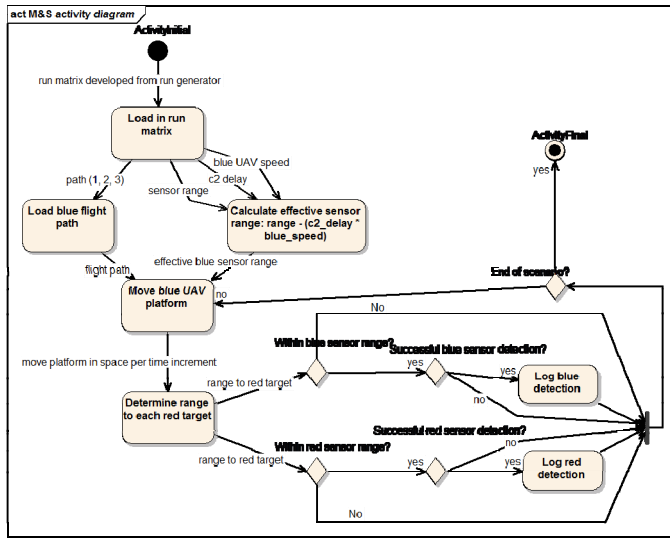 act M&S activity diagram
ActivityInitial
run matrix developed from run generator
Load in run
matrix
blue UAV speed
c2 delay
path (1, 2, 3)
sensor range
ActivityFinal
yes
Load blue flight
path
Calculate effective sensor
range: range - (c2_delay *
blue_speed)
flight path
effective blue sensor range
End of scenario?
Move blue UAV
platform
no
No
Within blue sensor range?
Successful blue sensor detection?
move platform in space per time increment
yes
yes
Log blue
detection
range to red target
no
Determine range
to each red target
Successful red sensor detection?
no
Within red sensor range?
range to red target
yes
yes
Log red
detection
No